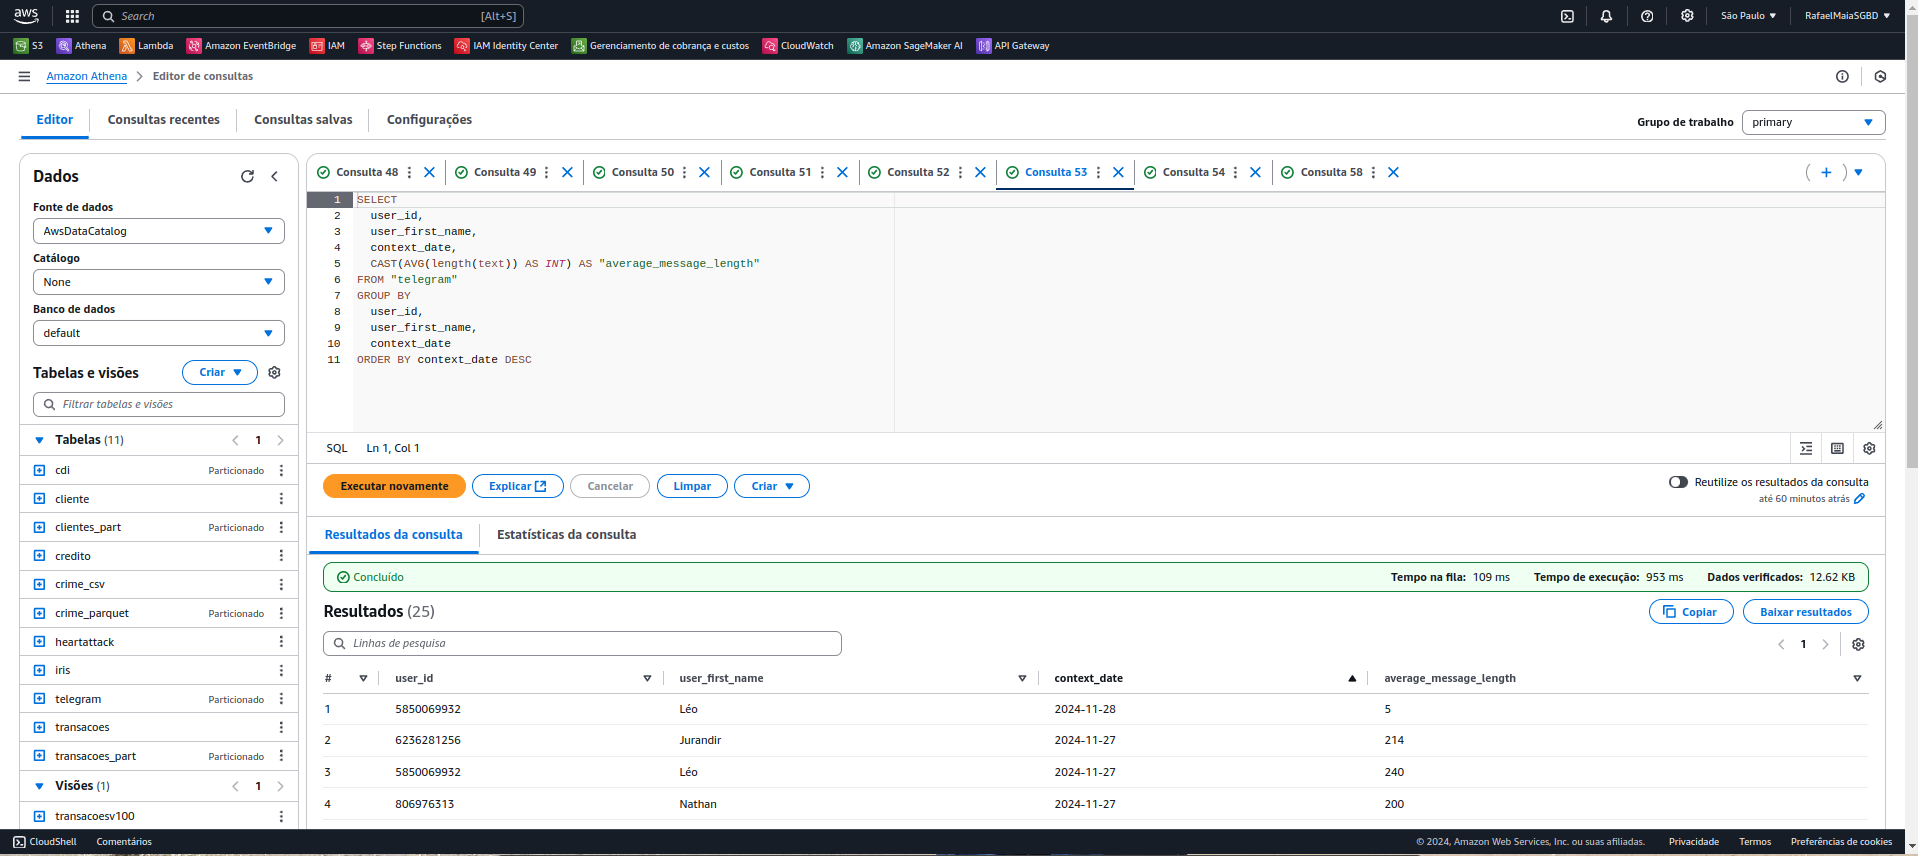 aws
Search [Alt+S]
São Paulo RafaelMaiaSGBD
S3 Athena Lambda Amazon EventBridge IAM Step Functions IAM Identity Center Gerenciamento de cobrança e custos CloudWatch Amazon SageMaker AI API Gateway
Amazon Athena Editor de consultas
Editor Consultas recentes Consultas salvas Configurações
Grupo de trabalho primary
Dados
Fonte de dados
AwsDataCatalog
Catálogo
None
Banco de dados
default
Tabelas e visões Criar
Filtrar tabelas e visões
Tabelas (11) 1
cdi Particionado
cliente
clientes_part Particionado
credito
crime_csv
crime_parquet Particionado
heartattack
iris
telegram Particionado
transacoes
transacoes_part Particionado
Visões (1) 1
transacoesv100
Consulta 48 Consulta 49 Consulta 50 Consulta 51 Consulta 52 Consulta 53 Consulta 54 Consulta 58
1 SELECT
2 user_id,
3 user_first_name,
4 context_date,
5 CAST(AVG(length(text)) AS INT) AS "average_message_length"
6 FROM "telegram"
7 GROUP BY
8 user_id,
9 user_first_name,
10 context_date
11 ORDER BY context_date DESC
SQL Ln 1, Col 1
Executar novamente Explicar Cancelar Limpar Criar
Reutilize os resultados da consulta
até 60 minutos atrás
Resultados da consulta Estatísticas da consulta
Concluído Tempo na fila: 109 ms Tempo de execução: 953 ms Dados verificados: 12.62 KB
Resultados (25) Copiar Baixar resultados
Linhas de pesquisa 1
# user_id user_first_name context_date average_message_length
1 5850069932 Léo 2024-11-28 5
2 6236281256 Jurandir 2024-11-27 214
3 5850069932 Léo 2024-11-27 240
4 806976313 Nathan 2024-11-27 200
CloudShell Comentários © 2024, Amazon Web Services, Inc. ou suas afiliadas. Privacidade Termos Preferências de cookies